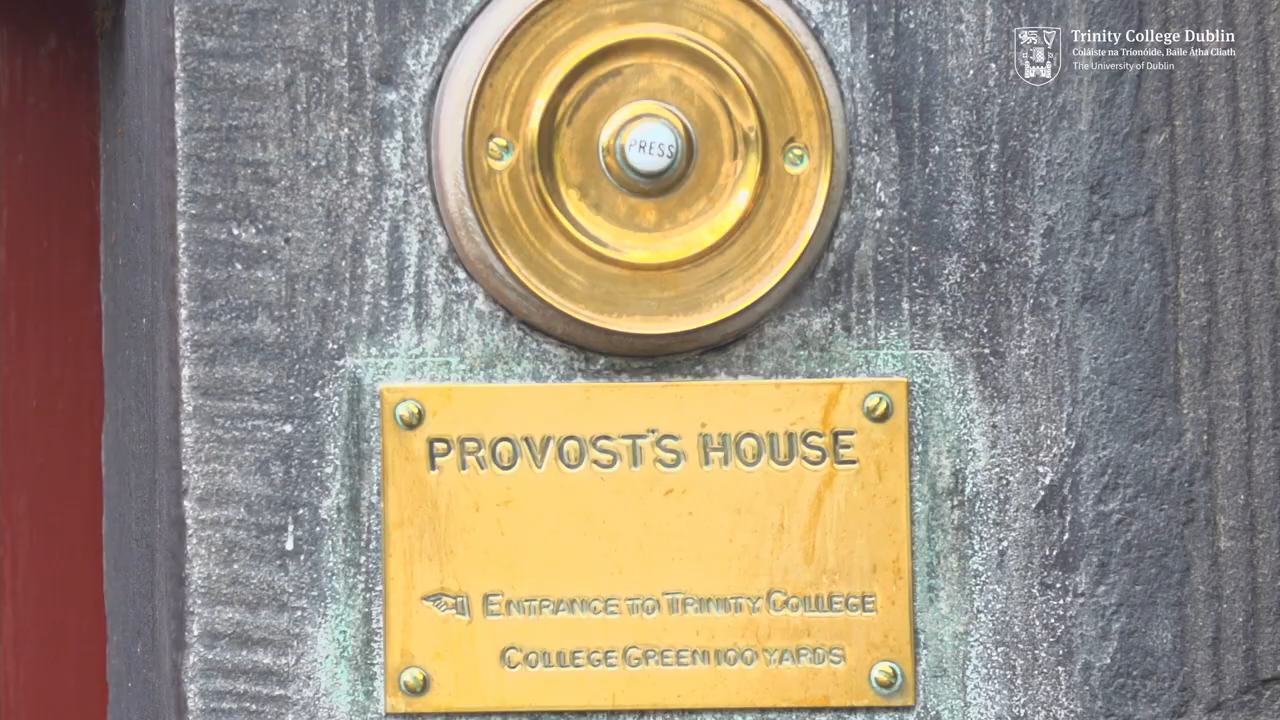 Trinity College Dublin
Coláiste na Tríonóide, Baile Átha Cliath
The University of Dublin
PRESS
PROVOST'S HOUSE
ENTRANCE TO TRINITY COLLEGE
COLLEGE GREEN 100 YARDS